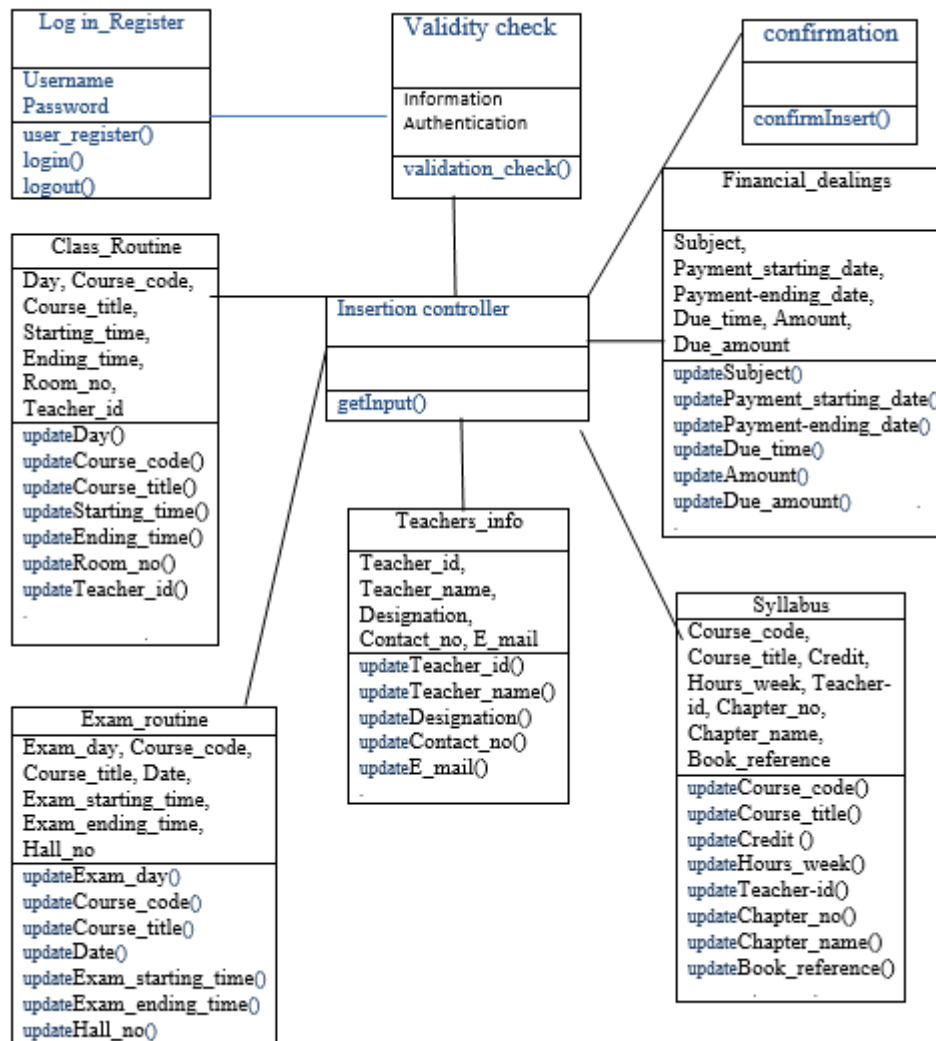 Log in_Register
Username
Password
user_register()
login()
logout()
Validity check
Information
Authentication
validation_check()
confirmation
confirmInsert()
Class_Routine
Day, Course_code,
Course_title,
Starting_time,
Ending_time,
Room_no,
Teacher_id
updateDay()
updateCourse_code()
updateCourse_title()
updateStarting_time()
updateEnding_time()
updateRoom_no()
updateTeacher_id()
Insertion controller
getInput()
Financial_dealings
Subject,
Payment_starting_date,
Payment-ending_date,
Due_time, Amount,
Due_amount
updateSubject()
updatePayment_starting_date()
updatePayment-ending_date()
updateDue_time()
updateAmount()
updateDue_amount()
Teachers_info
Teacher_id,
Teacher_name,
Designation,
Contact_no, E_mail
updateTeacher_id()
updateTeacher_name()
updateDesignation()
updateContact_no()
updateE_mail()
Syllabus
Course_code,
Course_title, Credit,
Hours_week, Teacher-
id, Chapter_no,
Chapter_name,
Book_reference
updateCourse_code()
updateCourse_title()
updateCredit ()
updateHours_week()
updateTeacher-id()
updateChapter_no()
updateChapter_name()
updateBook_reference()
Exam_routine
Exam_day, Course_code,
Course_title, Date,
Exam_starting_time,
Exam_ending_time,
Hall_no
updateExam_day()
updateCourse_code()
updateCourse_title()
updateDate()
updateExam_starting_time()
updateExam_ending_time()
updateHall_no()